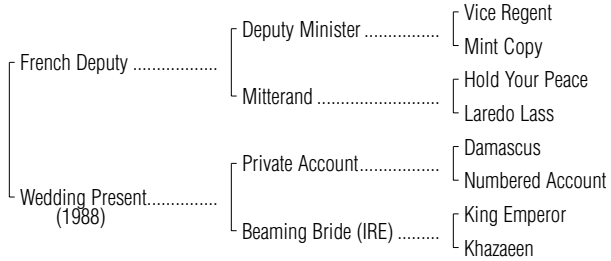 Vice Regent
Deputy Minister ................
Mint Copy
French Deputy ..................
Hold Your Peace
Mitterand ..........................
Laredo Lass
Damascus
Private Account.................
Numbered Account
Wedding Present...............
(1988)
King Emperor
Beaming Bride (IRE) .........
Khazaeen